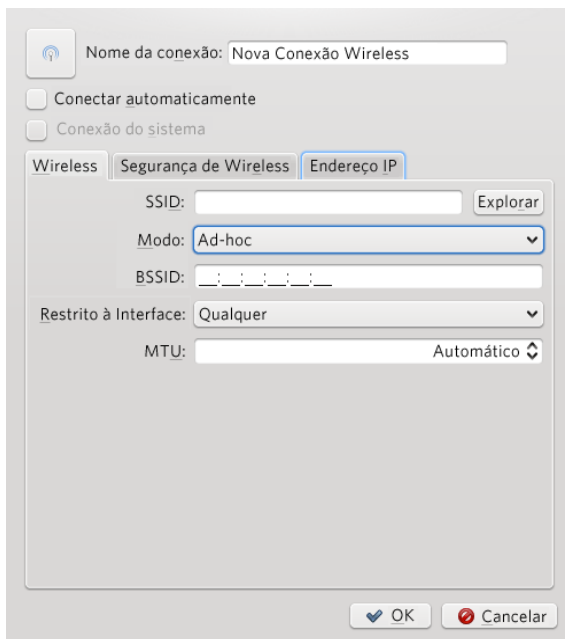 Nome da conexão: Nova Conexão Wireless
Conectar automaticamente
Conexão do sistema
Wireless Segurança de Wireless Endereço IP
SSID: Explorar
Modo: Ad-hoc
BSSID: __:__:__:__:__:__
Restrito à Interface: Qualquer
MTU: Automático
OK Cancelar